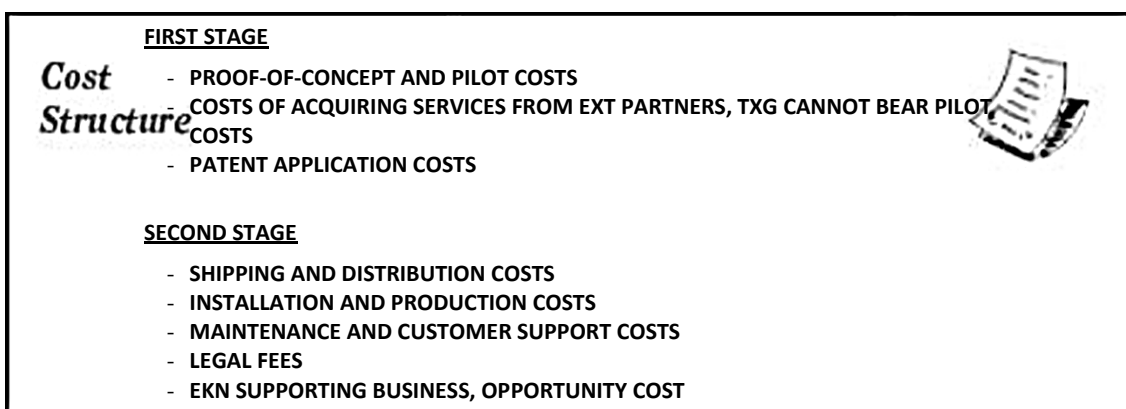 Cost
Structure
FIRST STAGE
- PROOF-OF-CONCEPT AND PILOT COSTS
- COSTS OF ACQUIRING SERVICES FROM EXT PARTNERS, TXG CANNOT BEAR PILOT
COSTS
- PATENT APPLICATION COSTS
SECOND STAGE
- SHIPPING AND DISTRIBUTION COSTS
- INSTALLATION AND PRODUCTION COSTS
- MAINTENANCE AND CUSTOMER SUPPORT COSTS
- LEGAL FEES
- EKN SUPPORTING BUSINESS, OPPORTUNITY COST